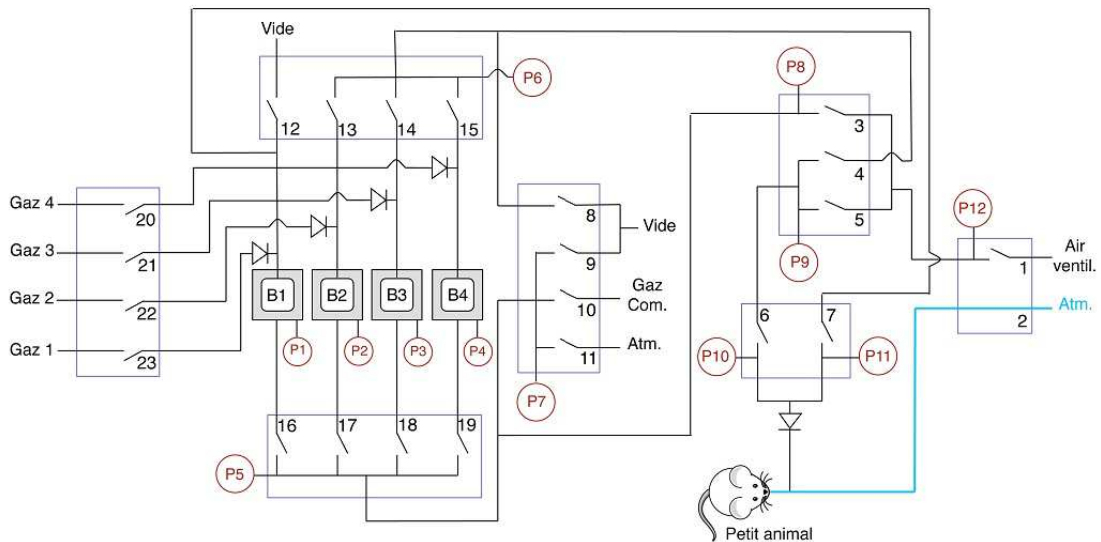 Vide
P6
12
13
14
15
P8
3
4
5
P9
Gaz 4
20
Gaz 3
21
Gaz 2
22
Gaz 1
23
B1
B2
B3
B4
P1
P2
P3
P4
8
Vide
9
Gaz
Com.
10
Atm.
11
P7
P12
Air
ventil.
1
Atm.
2
6
7
P10
P11
16
17
18
19
P5
Petit animal